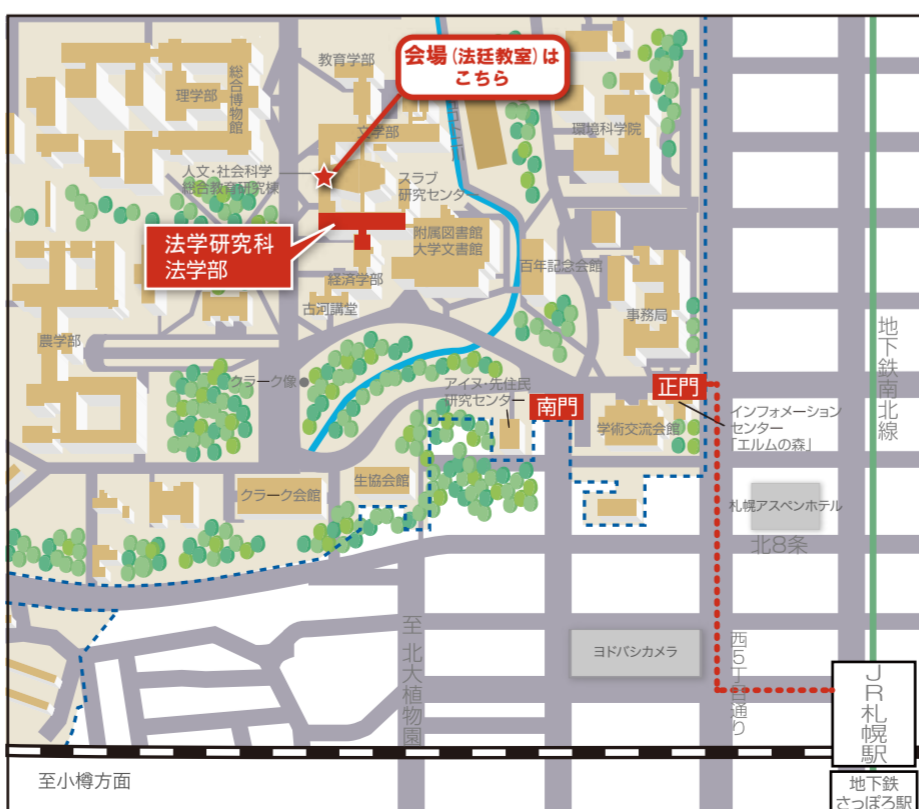 会場(法廷教室)は
こちら
教育学部
総合博物館
理学部
文学部
環境科学院
人文・社会科学
総合教育研究棟
スラブ
研究センター
法学研究科
法学部
附属図書館
大学文書館
百年記念会館
経済学部
古河講堂
事務局
農学部
地下鉄南北線
クラーク像
アイヌ・先住民
研究センター
南門
正門
インフォメーション
センター
「エルムの森」
学術交流会館
クラーク会館
生協会館
札幌アスペンホテル
北8条
至 北大植物園
ヨドバシカメラ
西5丁目通り
JR札幌駅
至小樽方面
地下鉄
さっぽろ駅